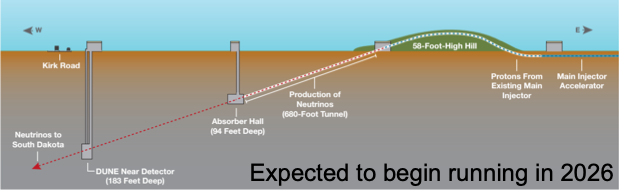 W
E
58-Foot-High Hill
Kirk Road
Protons From
Existing Main
Injector
Main Injector
Accelerator
Production of
Neutrinos
(680-Foot Tunnel)
Absorber Hall
(94 Feet Deep)
Neutrinos to
South Dakota
DUNE Near Detector
(183 Feet Deep)
Expected to begin running in 2026